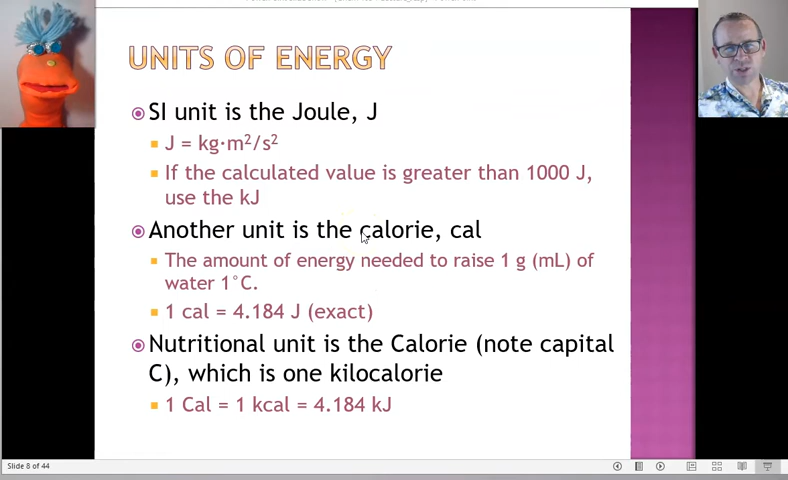 UNITS OF ENERGY
SI unit is the Joule, J
J = kg·m²/s²
If the calculated value is greater than 1000 J,
use the kJ
Another unit is the calorie, cal
The amount of energy needed to raise 1 g (mL) of
water 1°C.
1 cal = 4.184 J (exact)
Nutritional unit is the Calorie (note capital
C), which is one kilocalorie
1 Cal = 1 kcal = 4.184 kJ
Slide 8 of 44